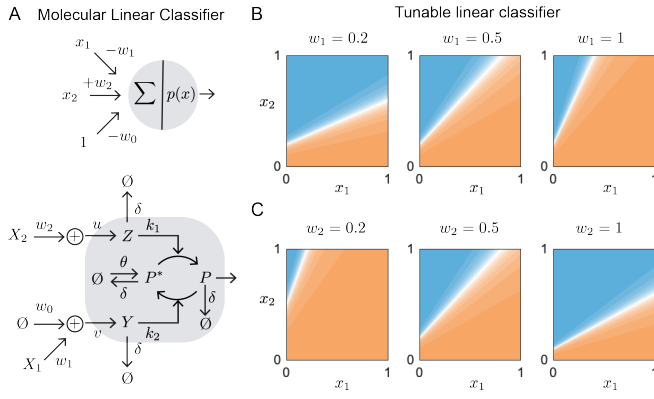 A Molecular Linear Classifier
x₁ −w₁
x₂ +w₂ ∑ p(x)
1 −w₀
Ø
δ
X₂ w₂ u Z k₁
Ø θ δ P* P
δ
Ø
Ø w₀ v Y k₂
X₁ w₁
δ
Ø
Tunable linear classifier
B
w₁ = 0.2 w₁ = 0.5 w₁ = 1
1
x₂
0
0 1 0 1 0 1
x₁ x₁ x₁
C
w₂ = 0.2 w₂ = 0.5 w₂ = 1
1
x₂
0
0 1 0 1 0 1
x₁ x₁ x₁